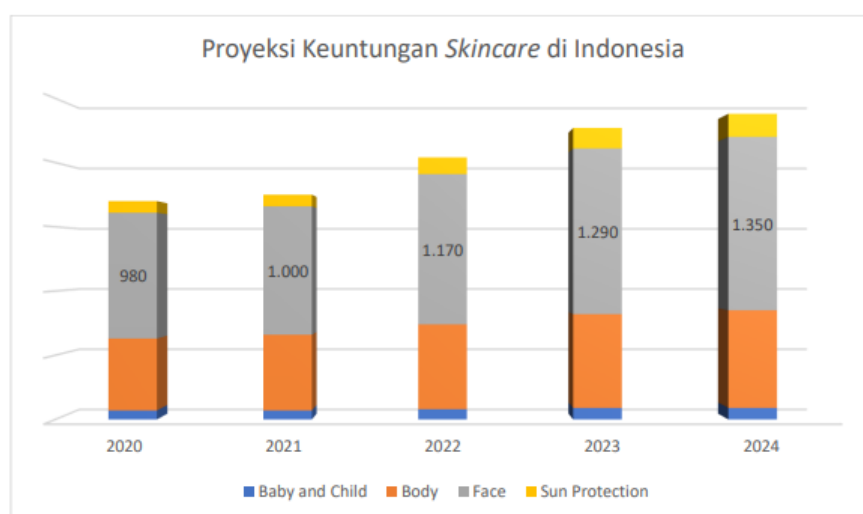 Proyeksi Keuntungan Skincare di Indonesia
980
1.000
1.170
1.290
1.350
2020 2021 2022 2023 2024
Baby and Child Body Face Sun Protection